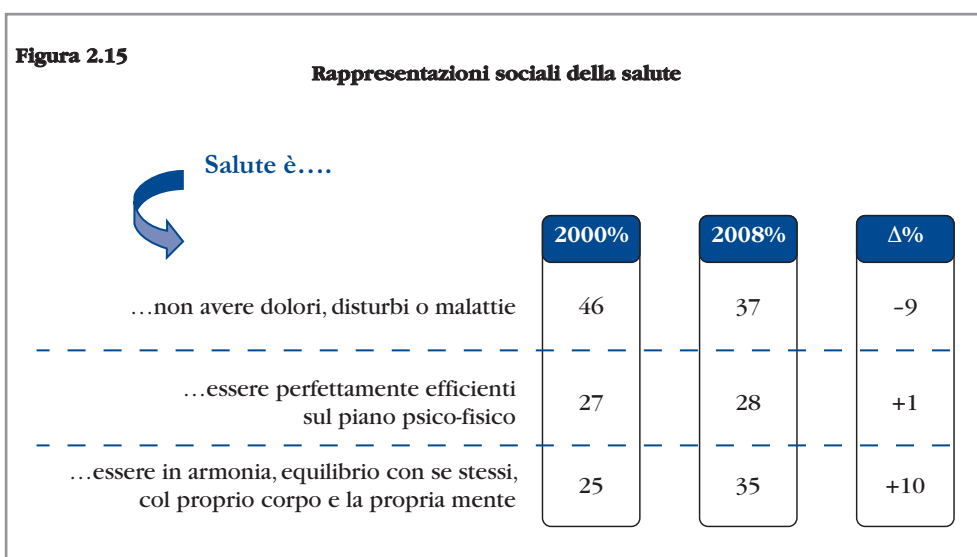 Figura 2.15
Rappresentazioni sociali della salute
Salute è….
2000% 2008% Δ%
…non avere dolori, disturbi o malattie 46 37 -9
…essere perfettamente efficienti
sul piano psico-fisico 27 28 +1
…essere in armonia, equilibrio con se stessi,
col proprio corpo e la propria mente 25 35 +10